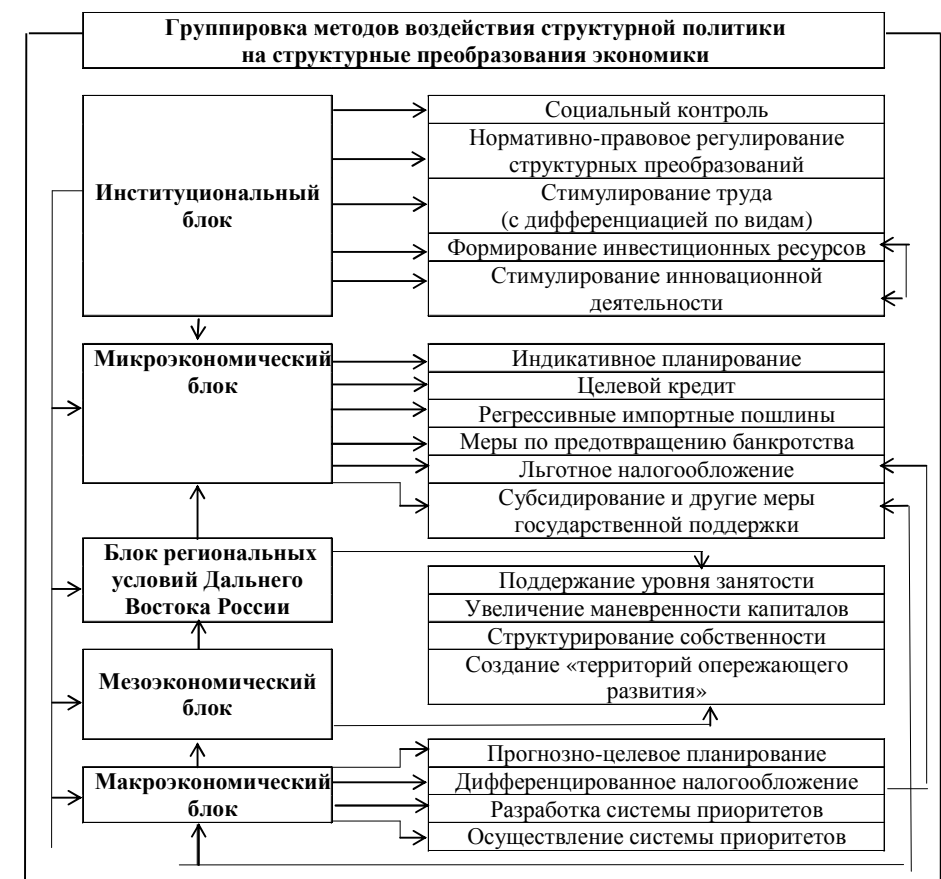 Группировка методов воздействия структурной политики
на структурные преобразования экономики
Институциональный
блок
Социальный контроль
Нормативно-правовое регулирование
структурных преобразований
Стимулирование труда
(с дифференциацией по видам)
Формирование инвестиционных ресурсов
Стимулирование инновационной
деятельности
Микроэкономический
блок
Индикативное планирование
Целевой кредит
Регрессивные импортные пошлины
Меры по предотвращению банкротства
Льготное налогообложение
Субсидирование и другие меры
государственной поддержки
Блок региональных
условий Дальнего
Востока России
Поддержание уровня занятости
Увеличение маневренности капиталов
Структурирование собственности
Создание «территорий опережающего
развития»
Мезоэкономический
блок
Макроэкономический
блок
Прогнозно-целевое планирование
Дифференцированное налогообложение
Разработка системы приоритетов
Осуществление системы приоритетов